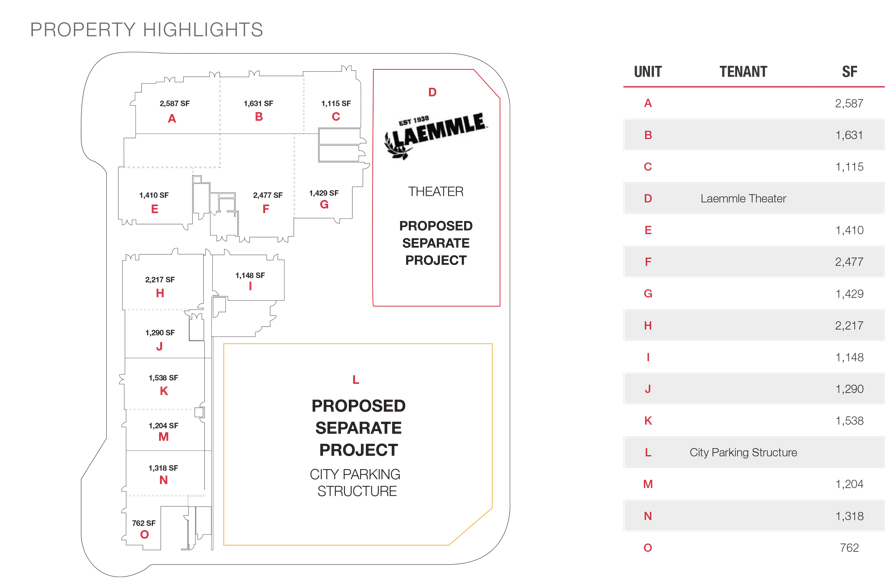 PROPERTY HIGHLIGHTS
2,587 SF
A
1,631 SF
B
1,115 SF
C
D
EST 1938
LAEMMLE
THEATER
PROPOSED
SEPARATE
PROJECT
1,410 SF
E
2,477 SF
F
1,429 SF
G
2,217 SF
H
1,148 SF
I
1,290 SF
J
1,538 SF
K
1,204 SF
M
1,318 SF
N
762 SF
O
L
PROPOSED
SEPARATE
PROJECT
CITY PARKING
STRUCTURE
UNIT TENANT SF
A 2,587
B 1,631
C 1,115
D Laemmle Theater
E 1,410
F 2,477
G 1,429
H 2,217
I 1,148
J 1,290
K 1,538
L City Parking Structure
M 1,204
N 1,318
O 762